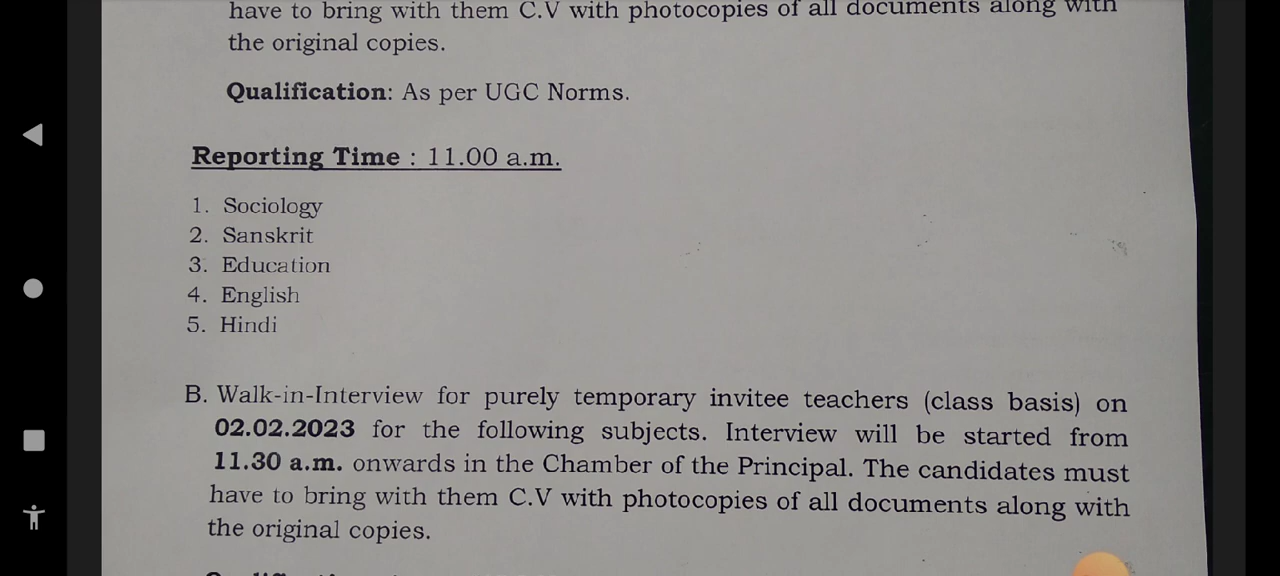 have to bring with them C.V with photocopies of all documents along with
the original copies.
Qualification: As per UGC Norms.
Reporting Time : 11.00 a.m.
1. Sociology
2. Sanskrit
3. Education
4. English
5. Hindi
B. Walk-in-Interview for purely temporary invitee teachers (class basis) on
02.02.2023 for the following subjects. Interview will be started from
11.30 a.m. onwards in the Chamber of the Principal. The candidates must
have to bring with them C.V with photocopies of all documents along with
the original copies.